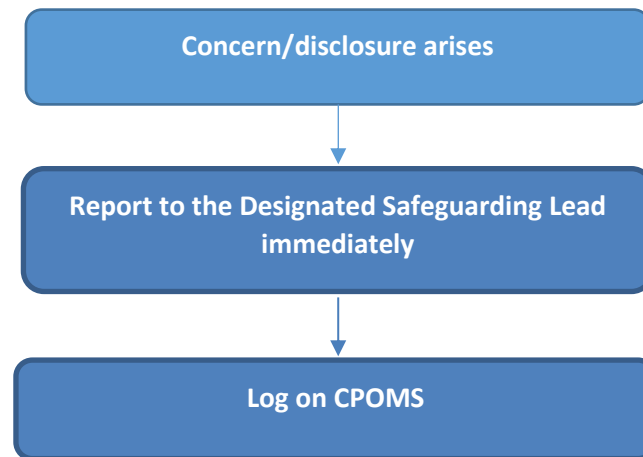 Concern/disclosure arises
Report to the Designated Safeguarding Lead
immediately
Log on CPOMS